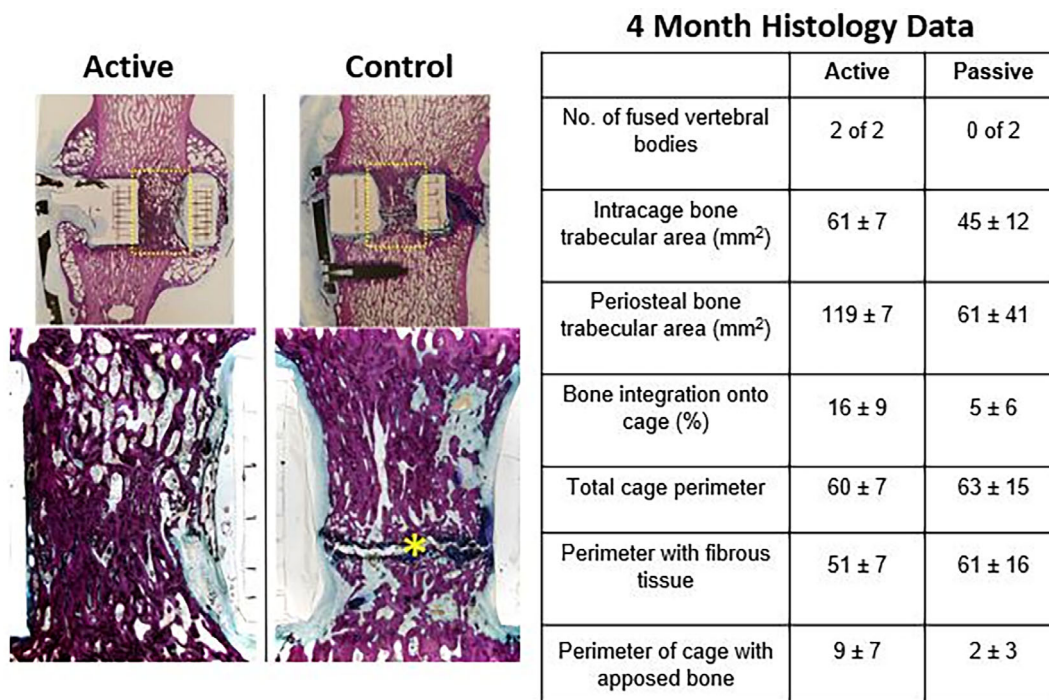 4 Month Histology Data
Active
Control
Active
Passive
No. of fused vertebral
bodies
2 of 2
0 of 2
Intracage bone
trabecular area (mm²)
61 ± 7
45 ± 12
Periosteal bone
trabecular area (mm²)
119 ± 7
61 ± 41
Bone integration onto
cage (%)
16 ± 9
5 ± 6
Total cage perimeter
60 ± 7
63 ± 15
Perimeter with fibrous
tissue
51 ± 7
61 ± 16
Perimeter of cage with
apposed bone
9 ± 7
2 ± 3
*